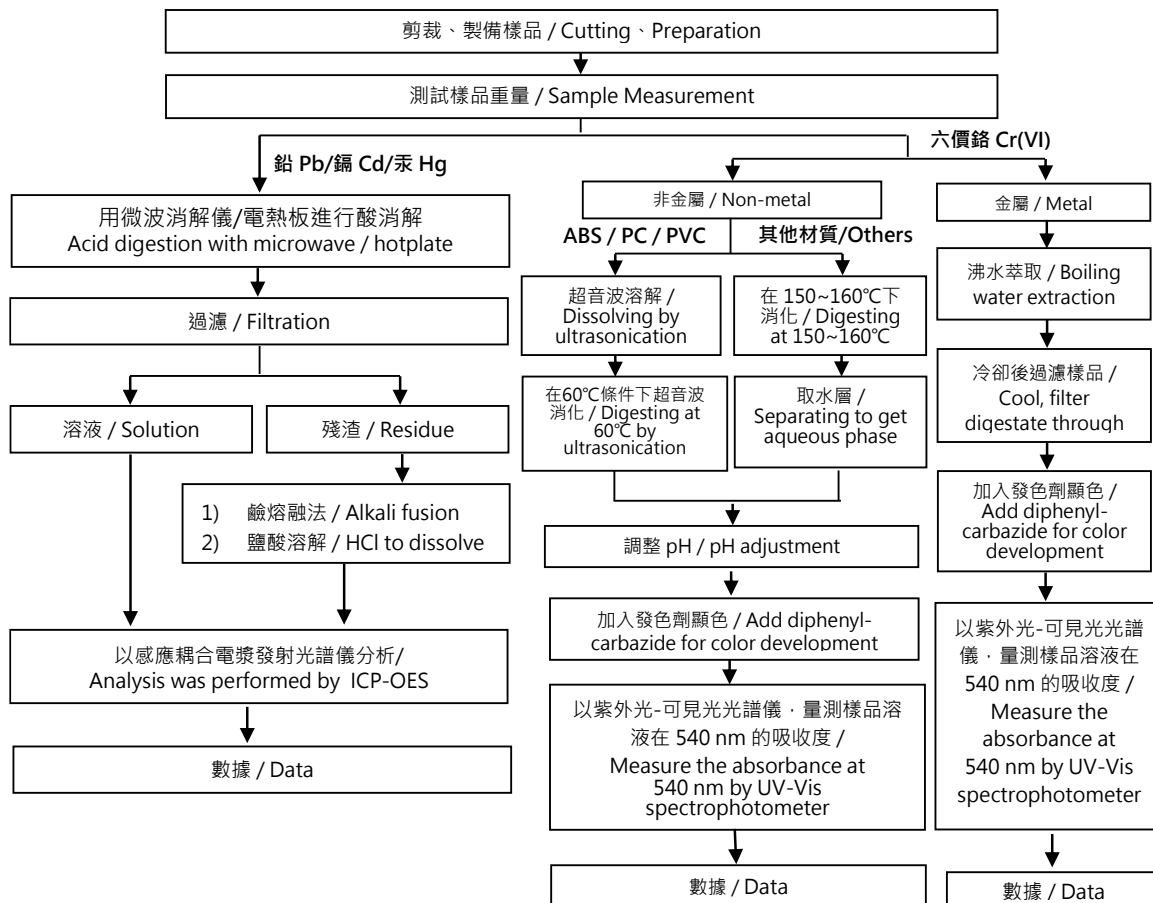 剪裁、製備樣品 / Cutting、Preparation
測試樣品重量 / Sample Measurement
鉛 Pb/鎘 Cd/汞 Hg
六價鉻 Cr(VI)
用微波消解儀/電熱板進行酸消解
Acid digestion with microwave / hotplate
過濾 / Filtration
溶液 / Solution
殘渣 / Residue
1) 鹼熔融法 / Alkali fusion
2) 鹽酸溶解 / HCl to dissolve
以感應耦合電漿發射光譜儀分析/
Analysis was performed by ICP-OES
數據 / Data
非金屬 / Non-metal
ABS / PC / PVC
其他材質/Others
超音波溶解 /
Dissolving by
ultrasonication
在 150~160℃下
消化 / Digesting
at 150~160℃
在60℃條件下超音波
消化 / Digesting at
60℃ by
ultrasonication
取水層 /
Separating to get
aqueous phase
調整 pH / pH adjustment
加入發色劑顯色 / Add diphenyl-
carbazide for color development
以紫外光-可見光光譜儀，量測樣品溶
液在 540 nm 的吸收度 /
Measure the absorbance at
540 nm by UV-Vis
spectrophotometer
數據 / Data
金屬 / Metal
沸水萃取 / Boiling
water extraction
冷卻後過濾樣品 /
Cool, filter
digestate through
加入發色劑顯色 /
Add diphenyl-
carbazide for color
development
以紫外光-可見光光譜
儀，量測樣品溶液在
540 nm 的吸收度 /
Measure the
absorbance at
540 nm by UV-Vis
spectrophotometer
數據 / Data